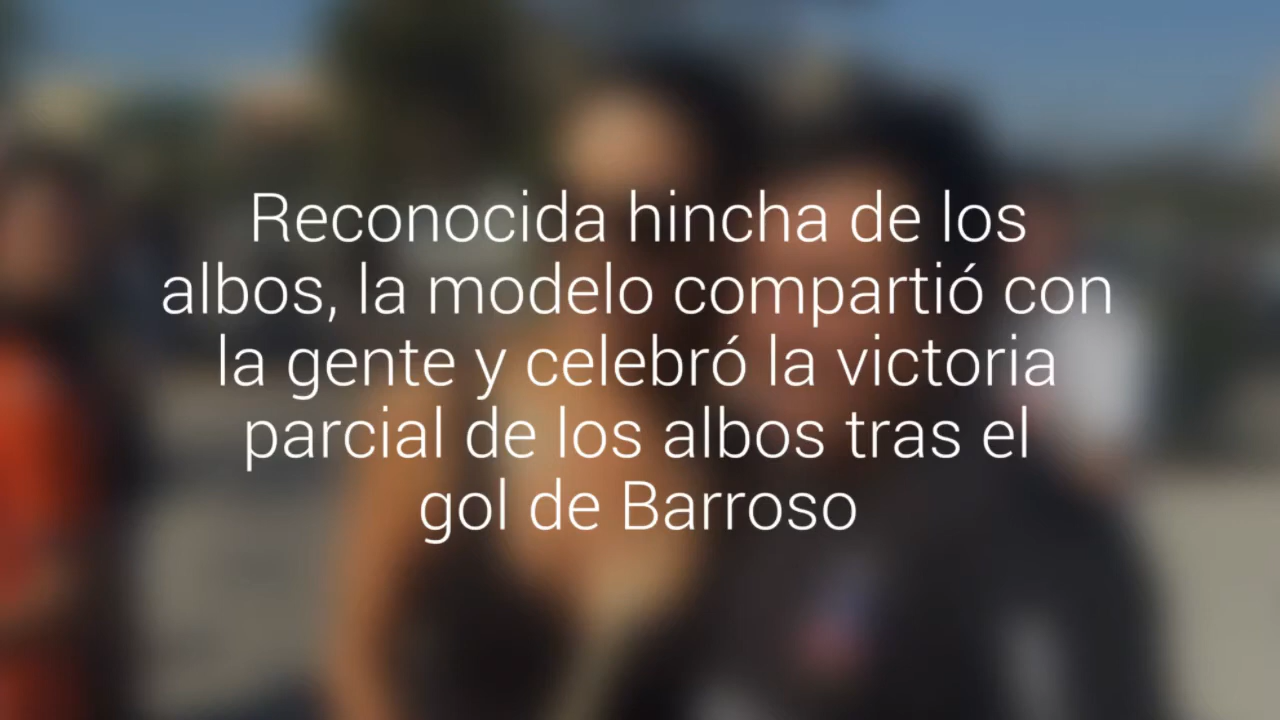 Reconocida hincha de los
albos, la modelo compartió con
la gente y celebró la victoria
parcial de los albos tras el
gol de Barroso